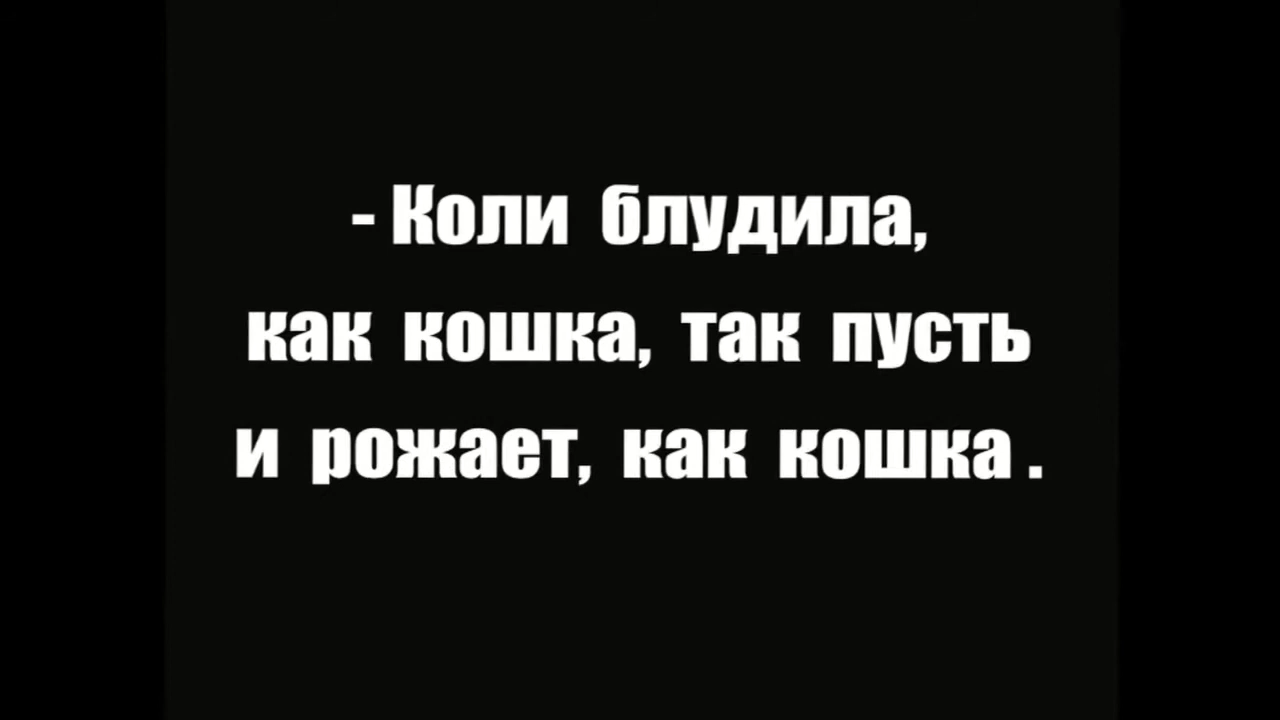 - Коли блудила,
как кошка, так пусть
и рожает, как кошка .